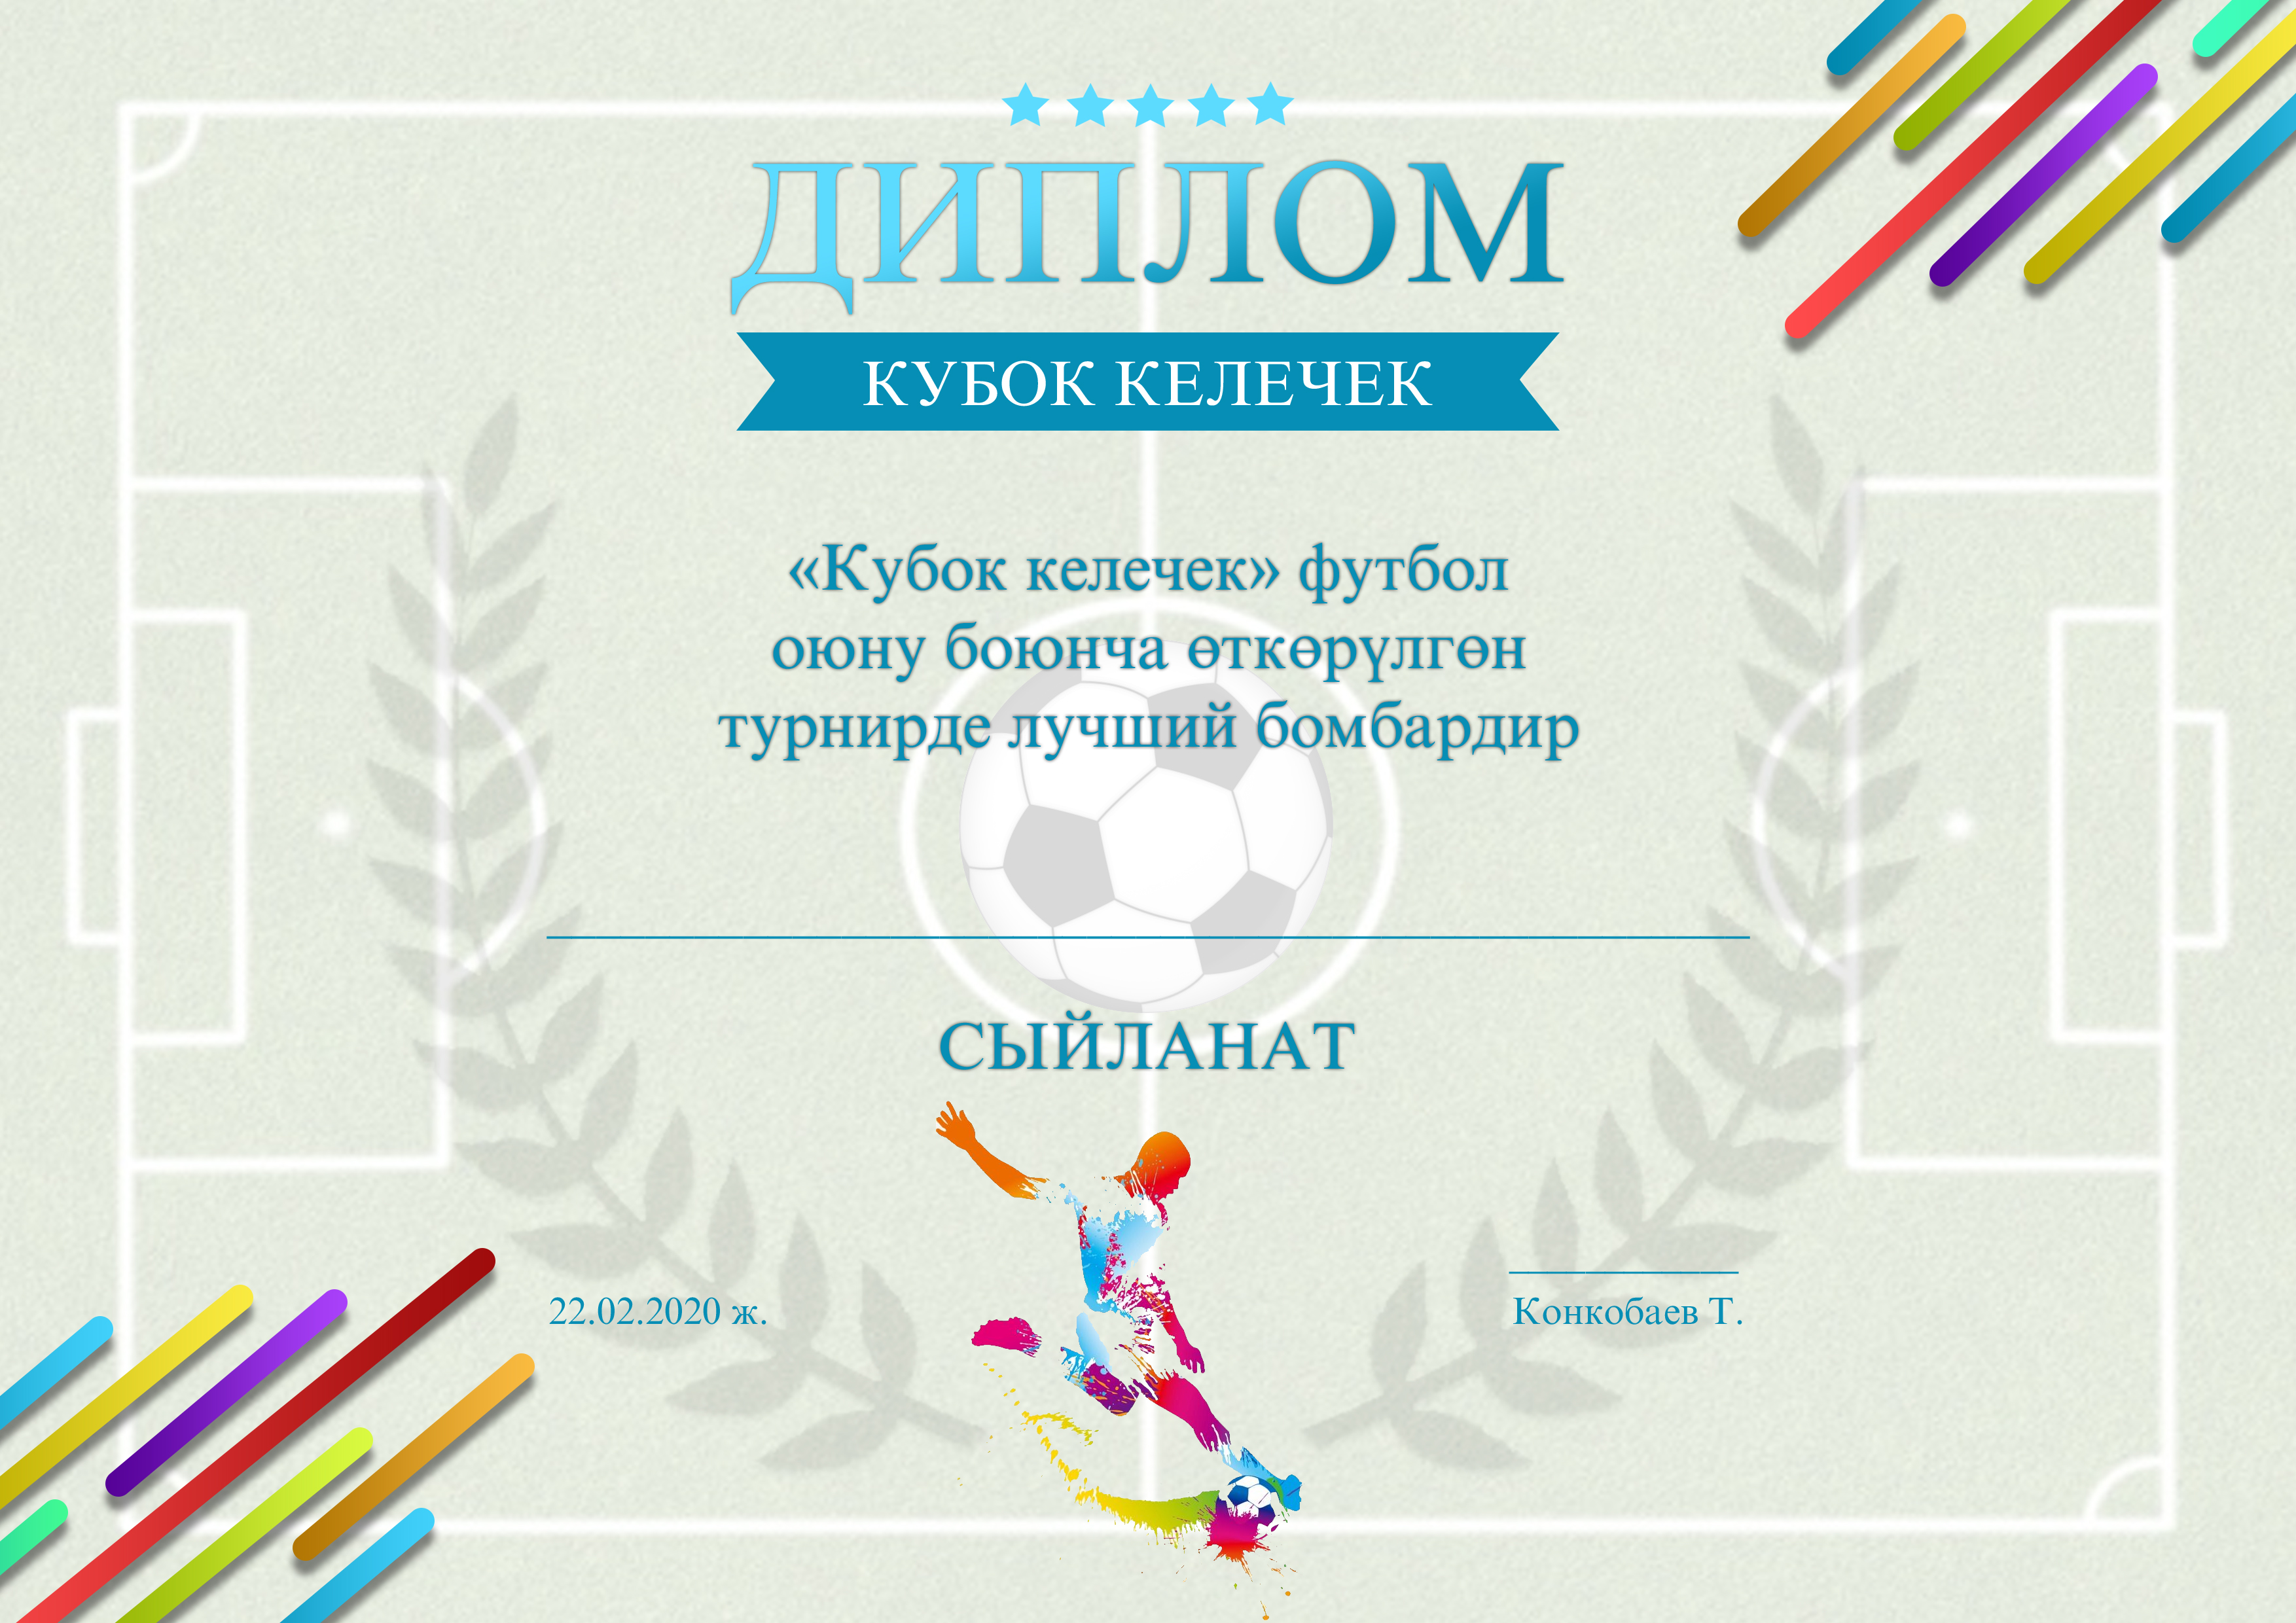 ДИПЛОМ
КУБОК КЕЛЕЧЕК
«Кубок келечек» футбол
оюну боюнча өткөрүлгөн
турнирде лучший бомбардир
СЫЙЛАНАТ
22.02.2020 ж.
Конкобаев Т.